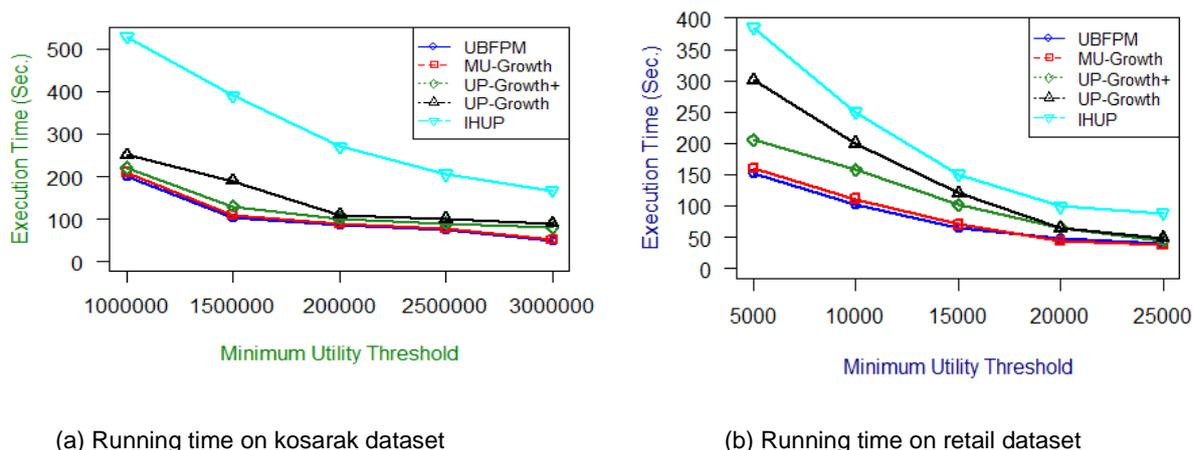 Execution Time (Sec.)
500
400
300
200
100
0
UBFPM
MU-Growth
UP-Growth+
UP-Growth
IHUP
1000000 1500000 2000000 2500000 3000000
Minimum Utility Threshold
(a) Running time on kosarak dataset
Execution Time (Sec.)
400
350
300
250
200
150
100
50
0
UBFPM
MU-Growth
UP-Growth+
UP-Growth
IHUP
5000 10000 15000 20000 25000
Minimum Utility Threshold
(b) Running time on retail dataset